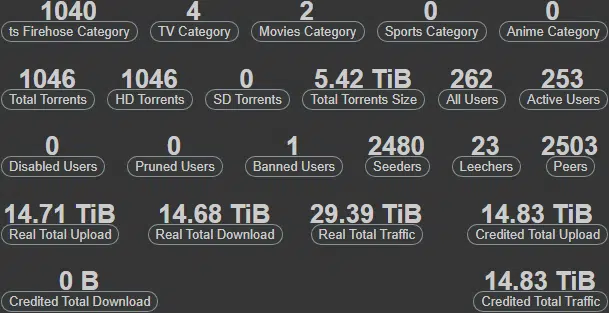 1040 4 2 0 0
ts Firehose Category TV Category Movies Category Sports Category Anime Category
1046 1046 0 5.42 TiB 262 253
Total Torrents HD Torrents SD Torrents Total Torrents Size All Users Active Users
0 0 1 2480 23 2503
Disabled Users Pruned Users Banned Users Seeders Leechers Peers
14.71 TiB 14.68 TiB 29.39 TiB 14.83 TiB
Real Total Upload Real Total Download Real Total Traffic Credited Total Upload
0 B 14.83 TiB
Credited Total Download Credited Total Traffic